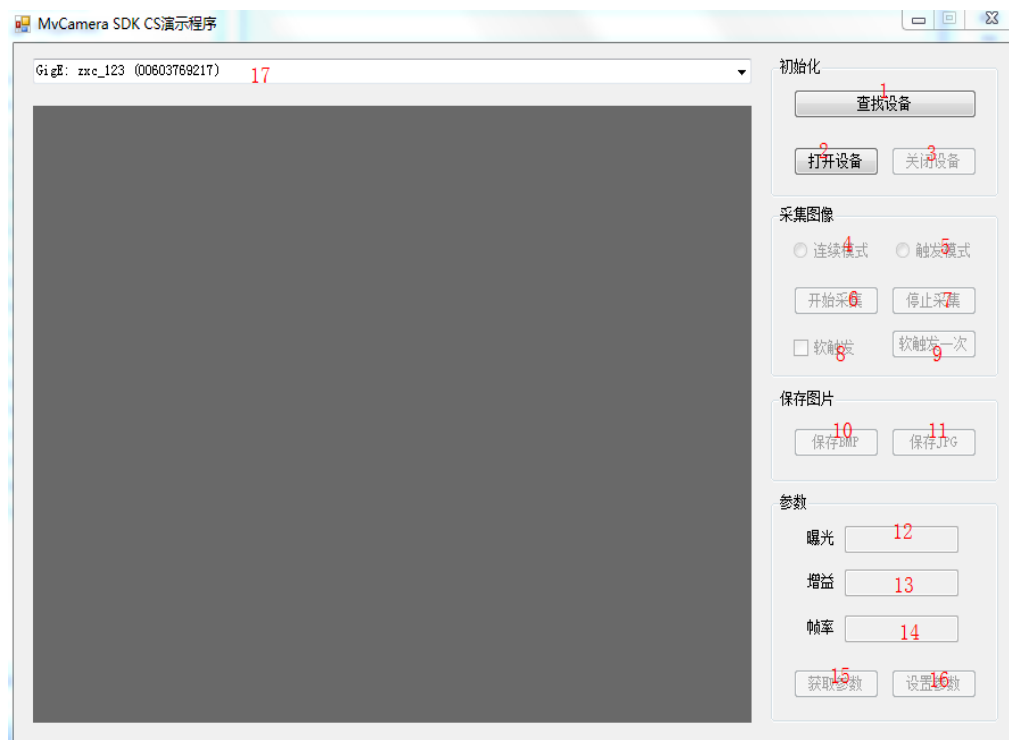 MvCamera SDK CS演示程序
GigE: zxc_123 (00603769217)
17
初始化
1
查找设备
2
打开设备
3
关闭设备
采集图像
4
连续模式
5
触发模式
6
开始采集
7
停止采集
8
软触发
9
软触发一次
保存图片
10
保存BMP
11
保存JPG
参数
曝光
12
增益
13
帧率
14
15
获取参数
16
设置参数